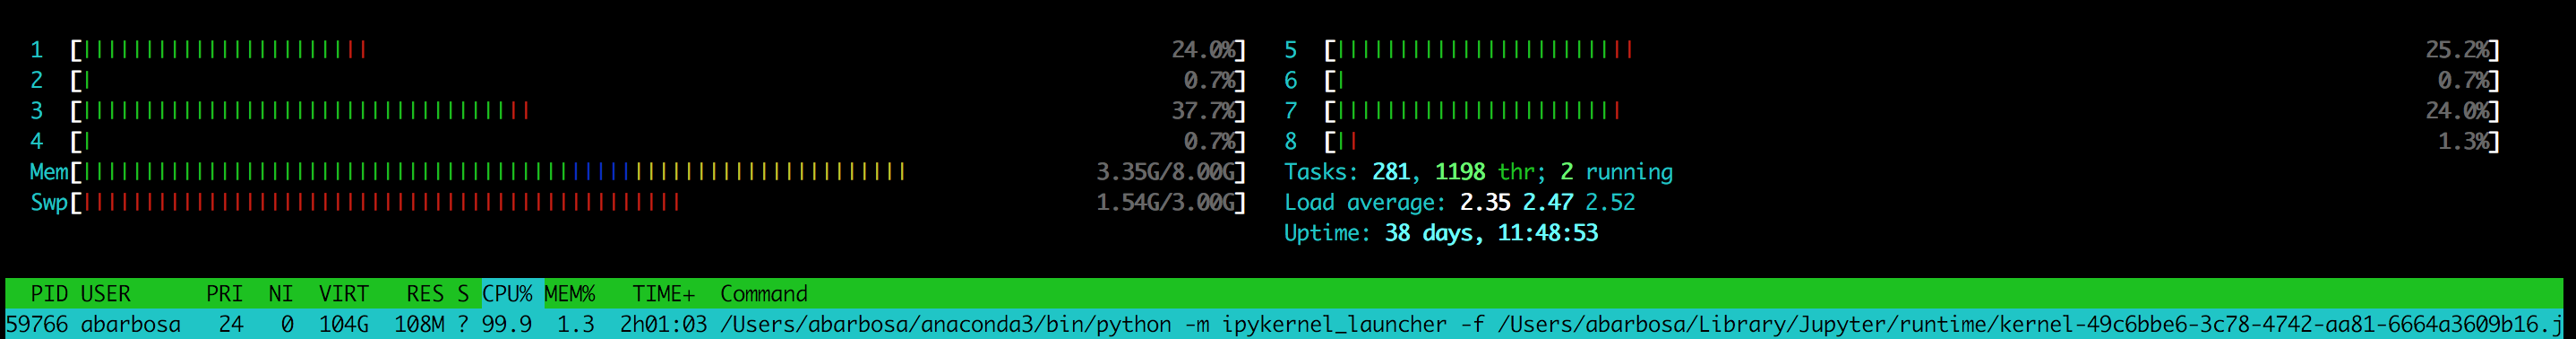 1 [||||||||||||||||||||||| 24.0%] 5 [|||||||||||||||||||||||| 25.2%]
2 [| 0.7%] 6 [| 0.7%]
3 [|||||||||||||||||||||||||||||||||||| 37.7%] 7 [||||||||||||||||||||||| 24.0%]
4 [| 0.7%] 8 [|| 1.3%]
Mem[|||||||||||||||||||||||||||||||||||||||||||||||||||||||||||||||||| 3.35G/8.00G] Tasks: 281, 1198 thr; 2 running
Swp[|||||||||||||||||||||||||||||||||||||||||||||||| 1.54G/3.00G] Load average: 2.35 2.47 2.52
Uptime: 38 days, 11:48:53
PID USER PRI NI VIRT RES S CPU% MEM% TIME+ Command
59766 abarbosa 24 0 104G 108M ? 99.9 1.3 2h01:03 /Users/abarbosa/anaconda3/bin/python -m ipykernel_launcher -f /Users/abarbosa/Library/Jupyter/runtime/kernel-49c6bbe6-3c78-4742-aa81-6664a3609b16.j